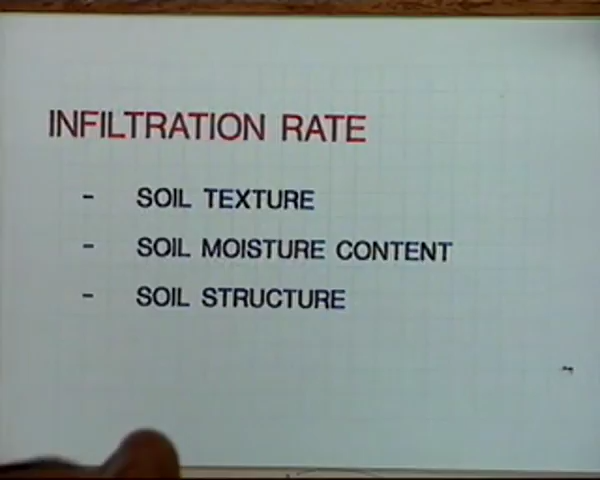 INFILTRATION RATE
- SOIL TEXTURE
- SOIL MOISTURE CONTENT
- SOIL STRUCTURE